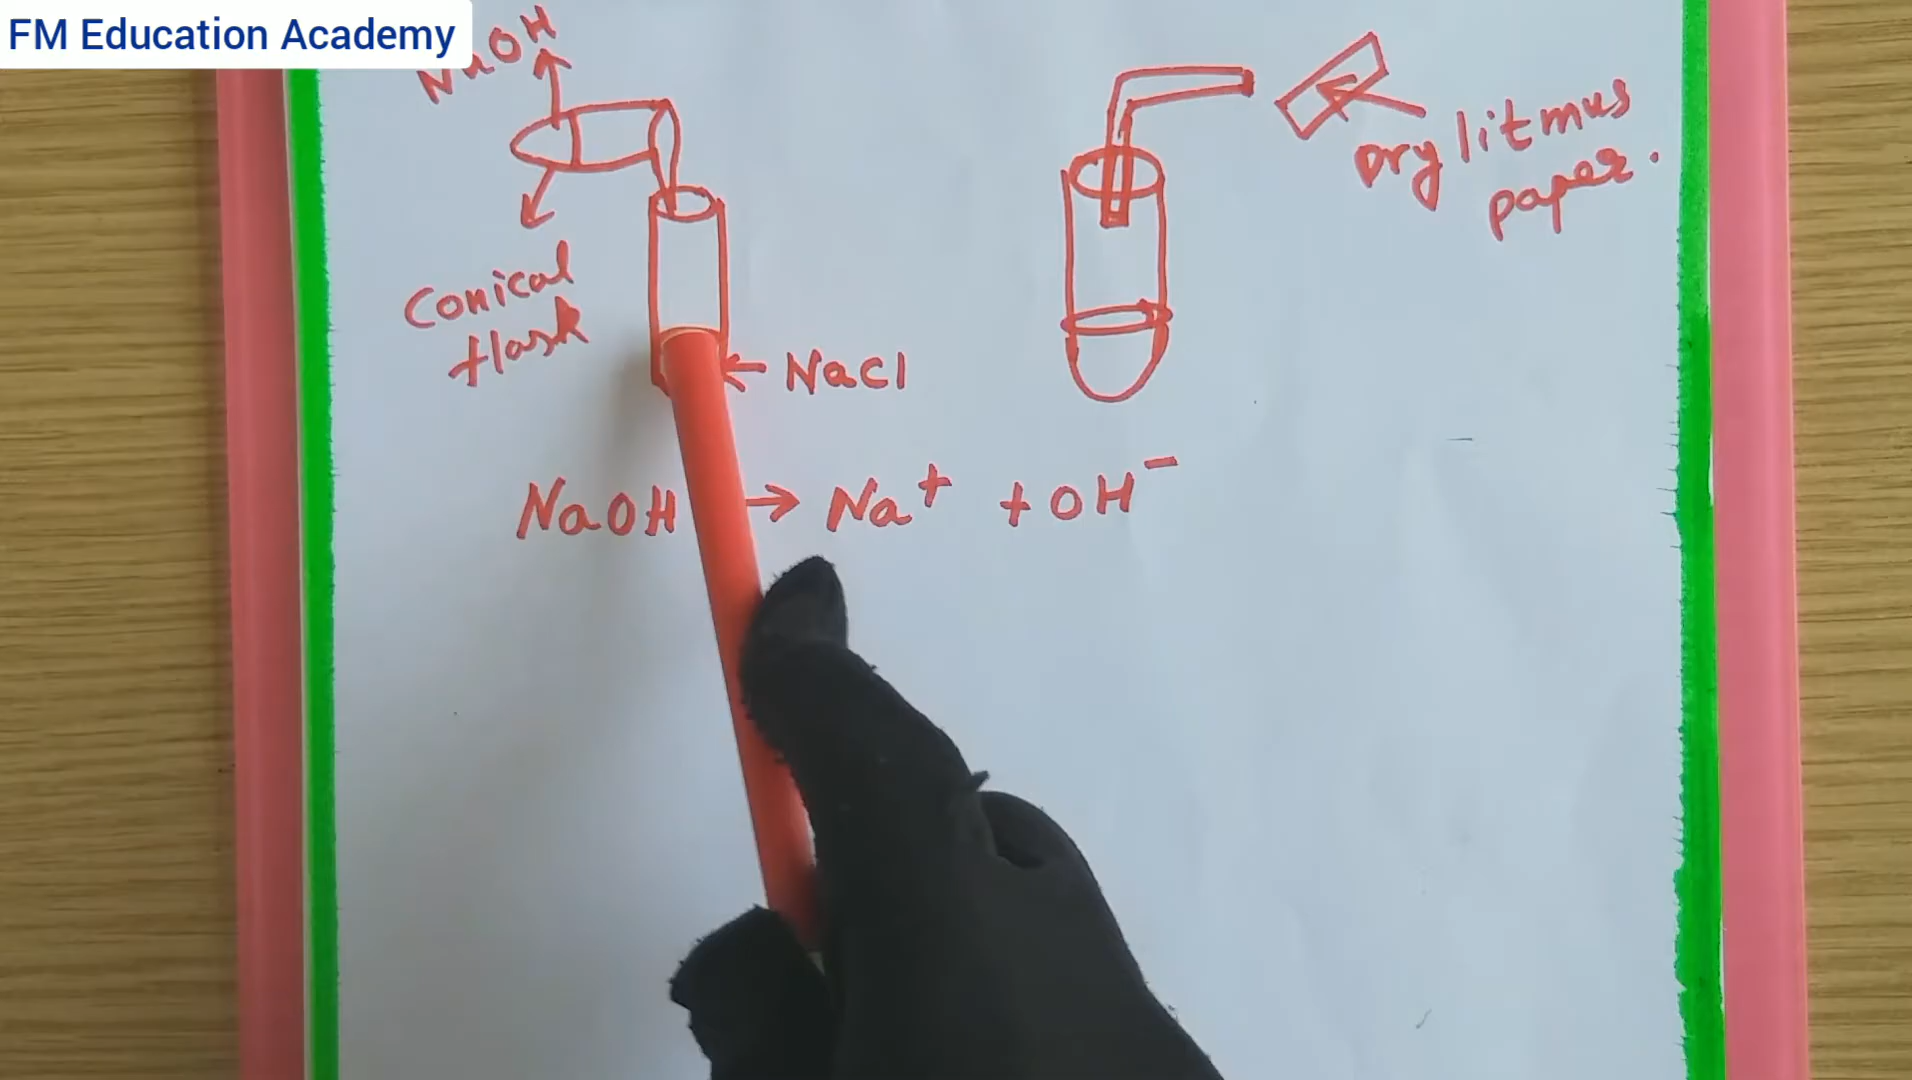 FM Education Academy
NaOH
Dry litmus
paper.
Conical
flask
← NaCl
NaOH → Na⁺ + OH⁻